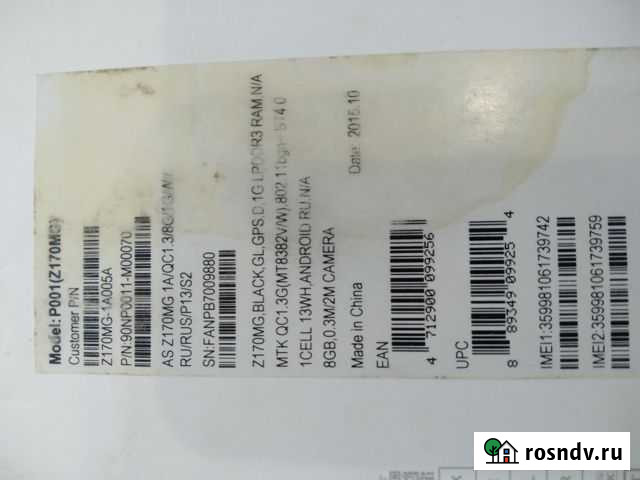 Model: P001(Z170MG)
Customer P/N
Z170MG-1A005A
P/N:90NP0011-M00070
AS Z170MG 1A/QC1.3/8G/1G/
RU/RUS/P13/S2
SN:FANPB7009880
Z170MG,BLACK,GL,GPS,D,1G LPDDR3 RAM,N/A
MTK QC1.3G(MT8382V/W),802.11bgn+BT4.0
1CELL 13WH,ANDROID RU,N/A
8GB,0.3M/2M CAMERA
Made in China Date: 2015.10
EAN
4 712900 099256
UPC
8 89349 09925 4
IMEI1:359981061739742
IMEI2:359981061739759
rosndv.ru